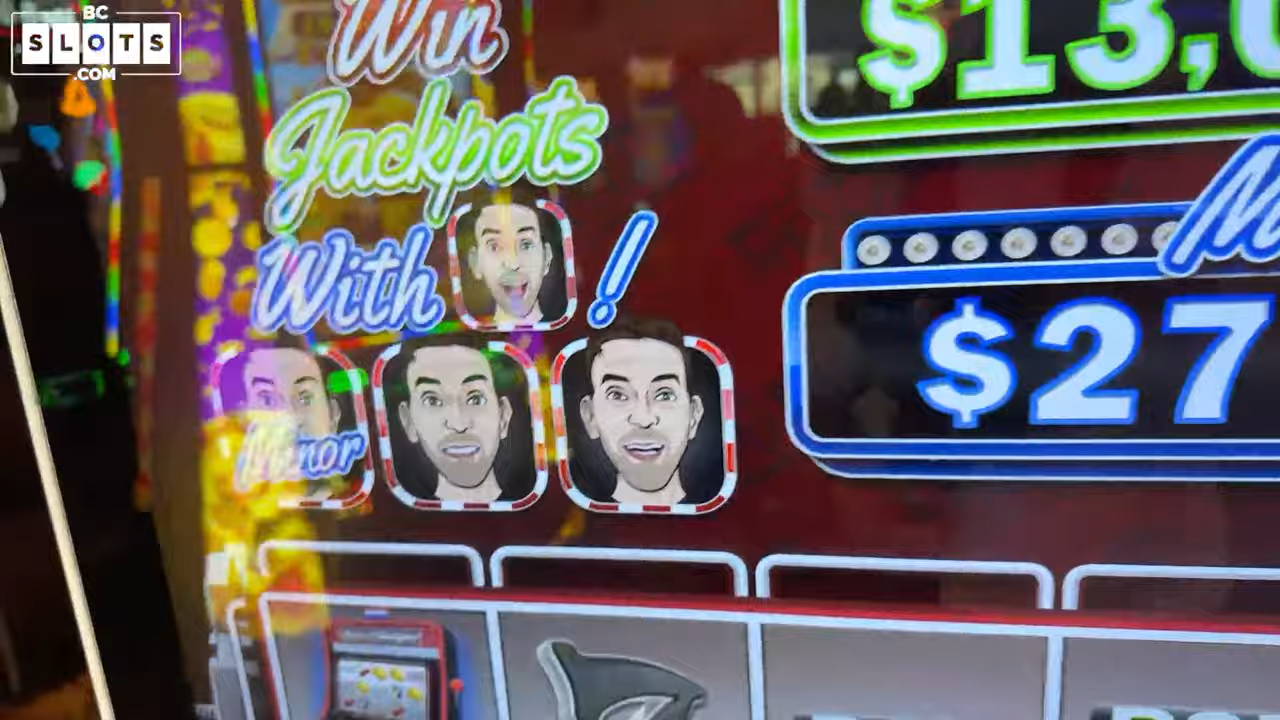 BC
SLOTS
.COM
Win
Jackpots
With !
Minor
$13,
$27